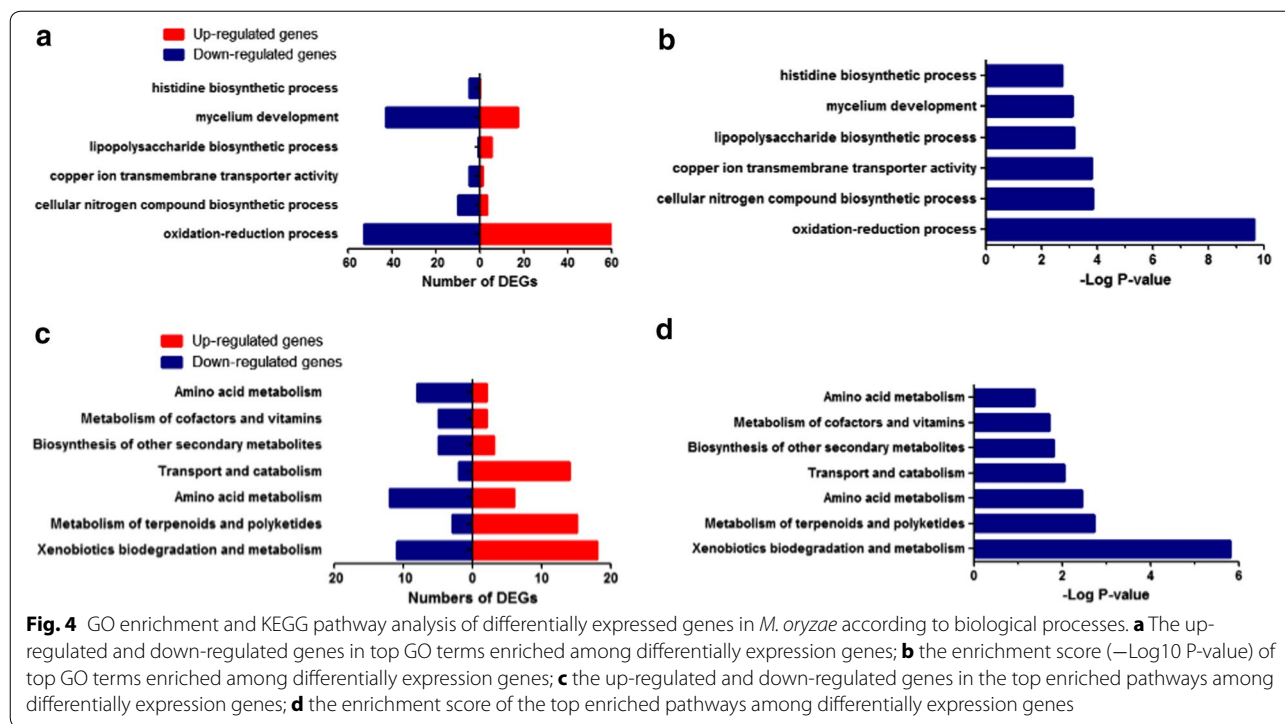 a
Up-regulated genes
Down-regulated genes
histidine biosynthetic process
mycelium development
lipopolysaccharide biosynthetic process
copper ion transmembrane transporter activity
cellular nitrogen compound biosynthetic process
oxidation-reduction process
60 40 20 0 20 40 60
Number of DEGs
b
histidine biosynthetic process
mycelium development
lipopolysaccharide biosynthetic process
copper ion transmembrane transporter activity
cellular nitrogen compound biosynthetic process
oxidation-reduction process
0 2 4 6 8 10
-Log P-value
c
Up-regulated genes
Down-regulated genes
Amino acid metabolism
Metabolism of cofactors and vitamins
Biosynthesis of other secondary metabolites
Transport and catabolism
Amino acid metabolism
Metabolism of terpenoids and polyketides
Xenobiotics biodegradation and metabolism
20 10 0 10 20
Numbers of DEGs
d
Amino acid metabolism
Metabolism of cofactors and vitamins
Biosynthesis of other secondary metabolites
Transport and catabolism
Amino acid metabolism
Metabolism of terpenoids and polyketides
Xenobiotics biodegradation and metabolism
0 2 4 6
-Log P-value
Fig. 4 GO enrichment and KEGG pathway analysis of differentially expressed genes in M. oryzae according to biological processes. a The up-
regulated and down-regulated genes in top GO terms enriched among differentially expression genes; b the enrichment score (−Log10 P-value) of
top GO terms enriched among differentially expression genes; c the up-regulated and down-regulated genes in the top enriched pathways among
differentially expression genes; d the enrichment score of the top enriched pathways among differentially expression genes